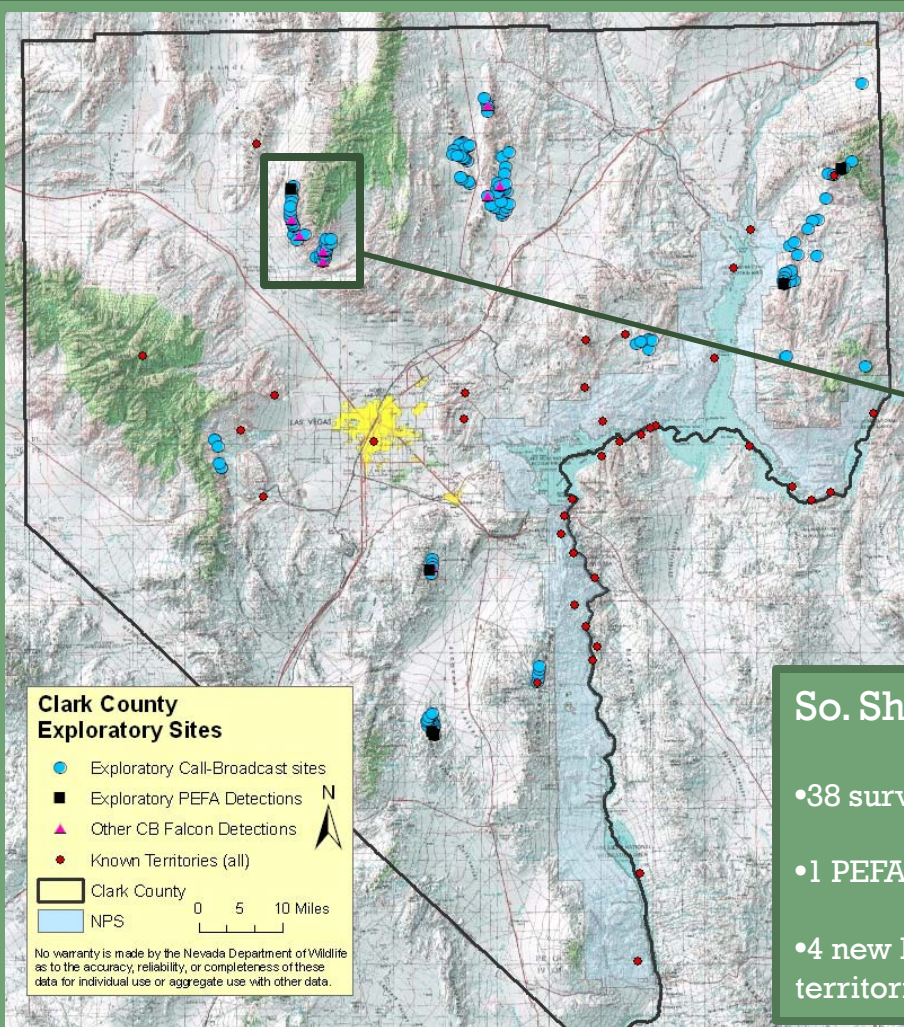 LAS VEGAS
Clark County
Exploratory Sites
Exploratory Call-Broadcast sites
Exploratory PEFA Detections
N
Other CB Falcon Detections
Known Territories (all)
Clark County
NPS
0 5 10 Miles
No warranty is made by the Nevada Department of Wildlife
as to the accuracy, reliability, or completeness of these
data for individual use or aggregate use with other data.
So. Sh
•38 surv
•1 PEFA
•4 new
territori